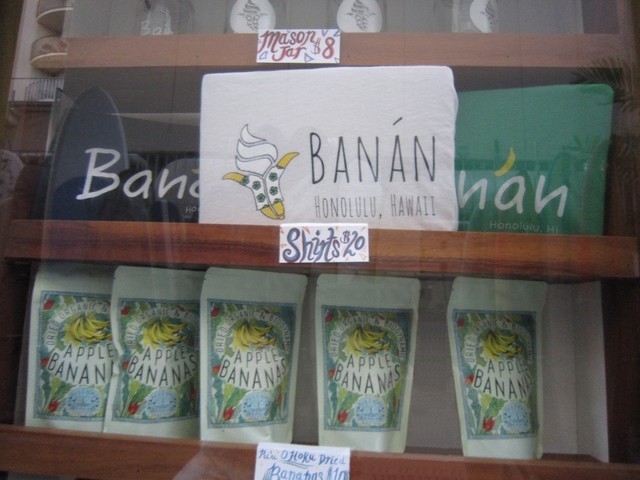 Mason
Jar $8
Banán
BANÁN
HONOLULU, HAWAII
nán
Honolulu, HI
Shirts $20
APPLE
BANANAS
APPLE
BANANAS
APPLE
BANANAS
APPLE
BANANAS
APPLE
BANANAS
Dried
Bananas